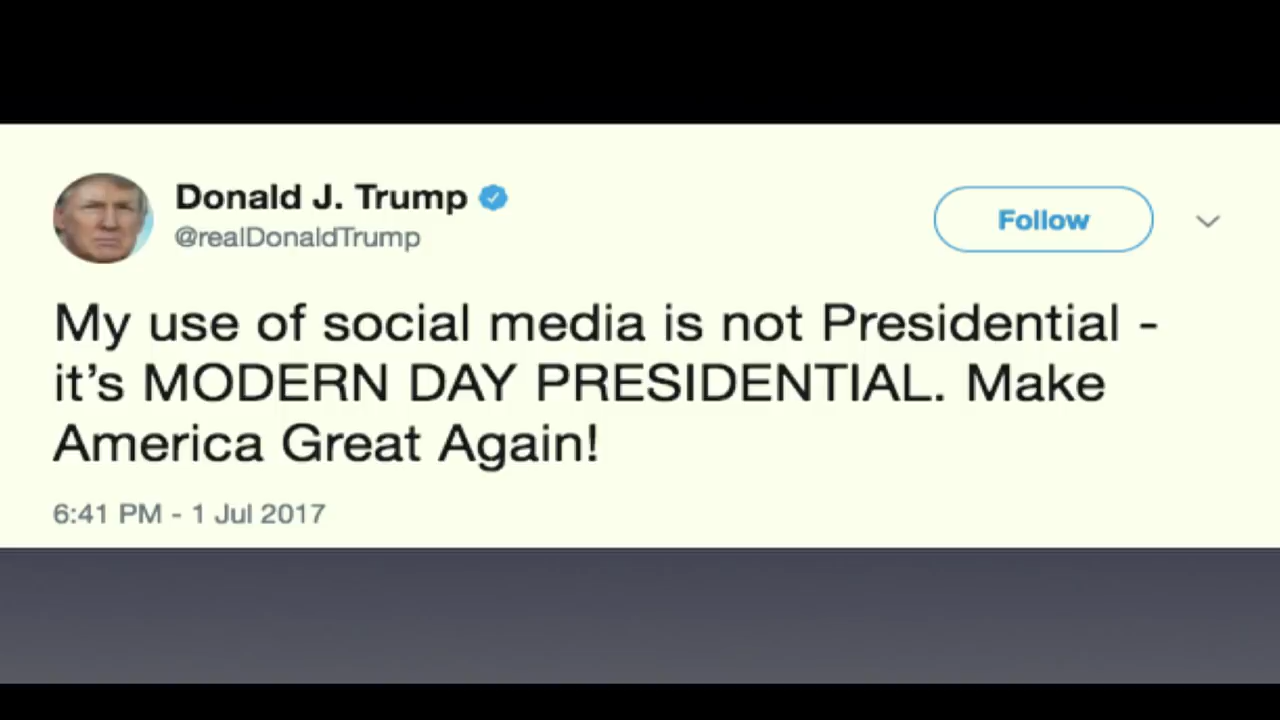 Donald J. Trump
@realDonaldTrump
Follow
My use of social media is not Presidential -
it’s MODERN DAY PRESIDENTIAL. Make
America Great Again!
6:41 PM - 1 Jul 2017